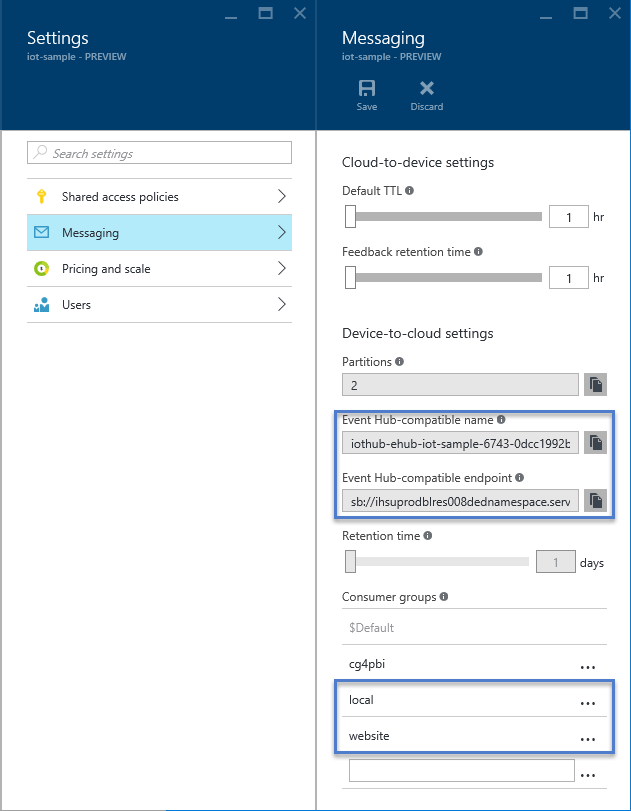 Settings
iot-sample - PREVIEW
Search settings
Shared access policies
Messaging
Pricing and scale
Users
Messaging
iot-sample - PREVIEW
Save
Discard
Cloud-to-device settings
Default TTL
1 hr
Feedback retention time
1 hr
Device-to-cloud settings
Partitions
2
Event Hub-compatible name
iothub-ehub-iot-sample-6743-0dcc1992b
Event Hub-compatible endpoint
sb://ihsuprodblres008dednamespace.serv
Retention time
1 days
Consumer groups
$Default
cg4pbi
...
local
...
website
...
...